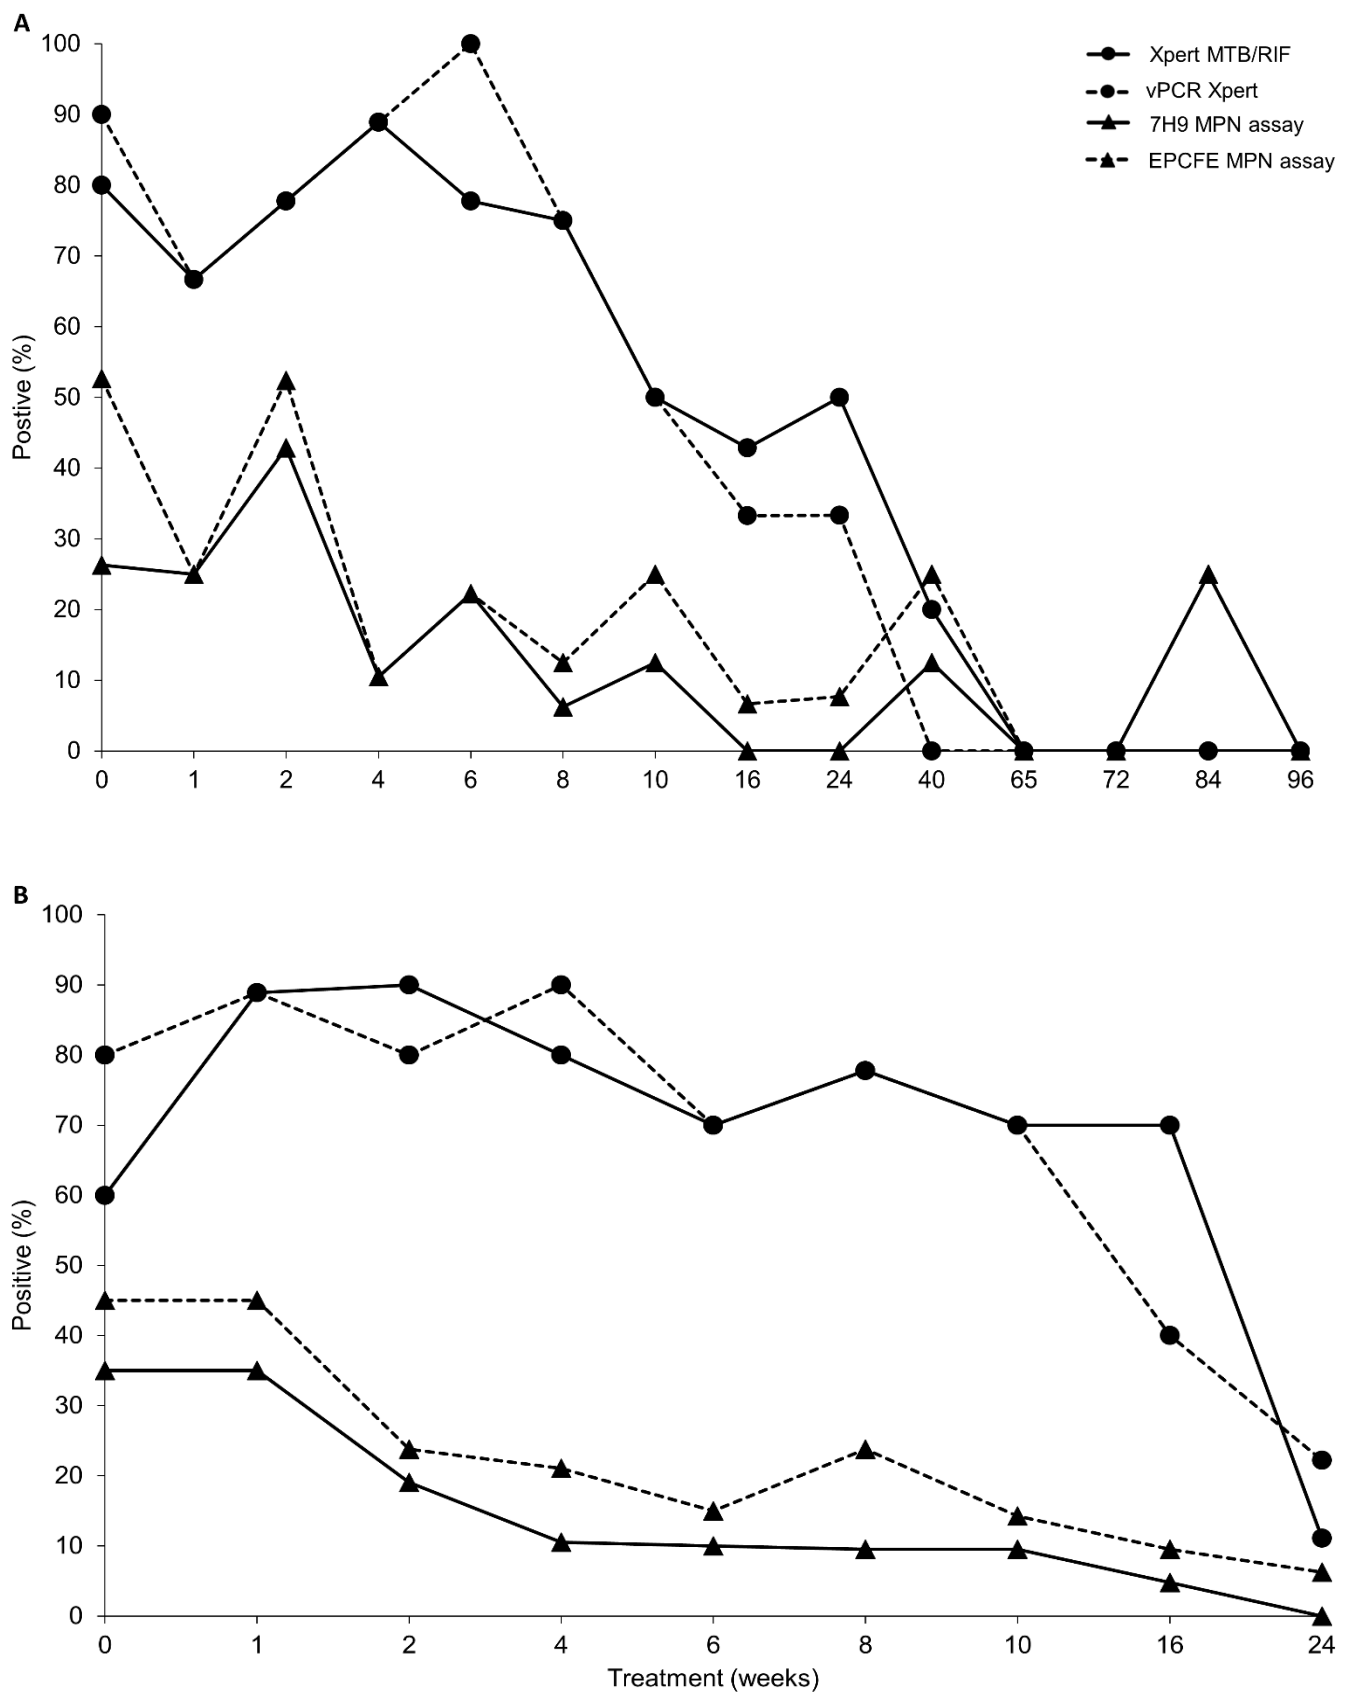 A
100
90
80
70
60
50
40
30
20
10
0
Postive (%)
0 1 2 4 6 8 10 16 24 40 65 72 84 96
Xpert MTB/RIF
vPCR Xpert
7H9 MPN assay
EPCFE MPN assay
B
100
90
80
70
60
50
40
30
20
10
0
Positive (%)
0 1 2 4 6 8 10 16 24
Treatment (weeks)